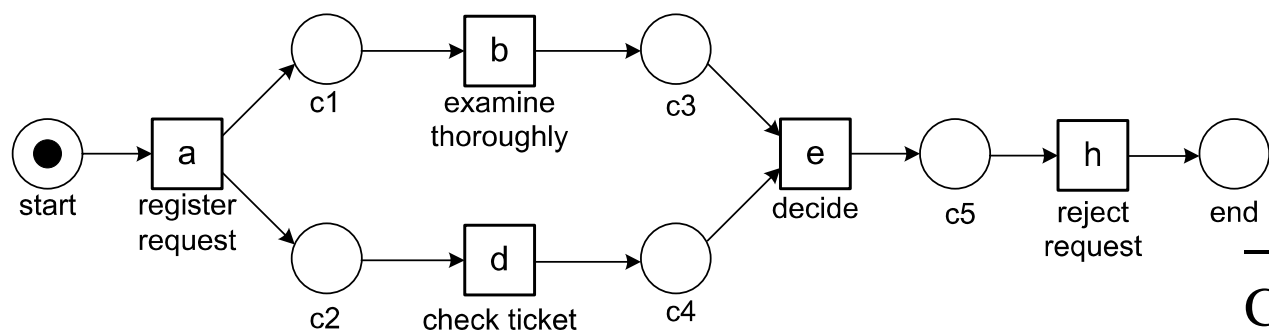 start
a
register
request
c1
c2
b
examine
thoroughly
d
check ticket
c3
c4
e
decide
c5
h
reject
request
end